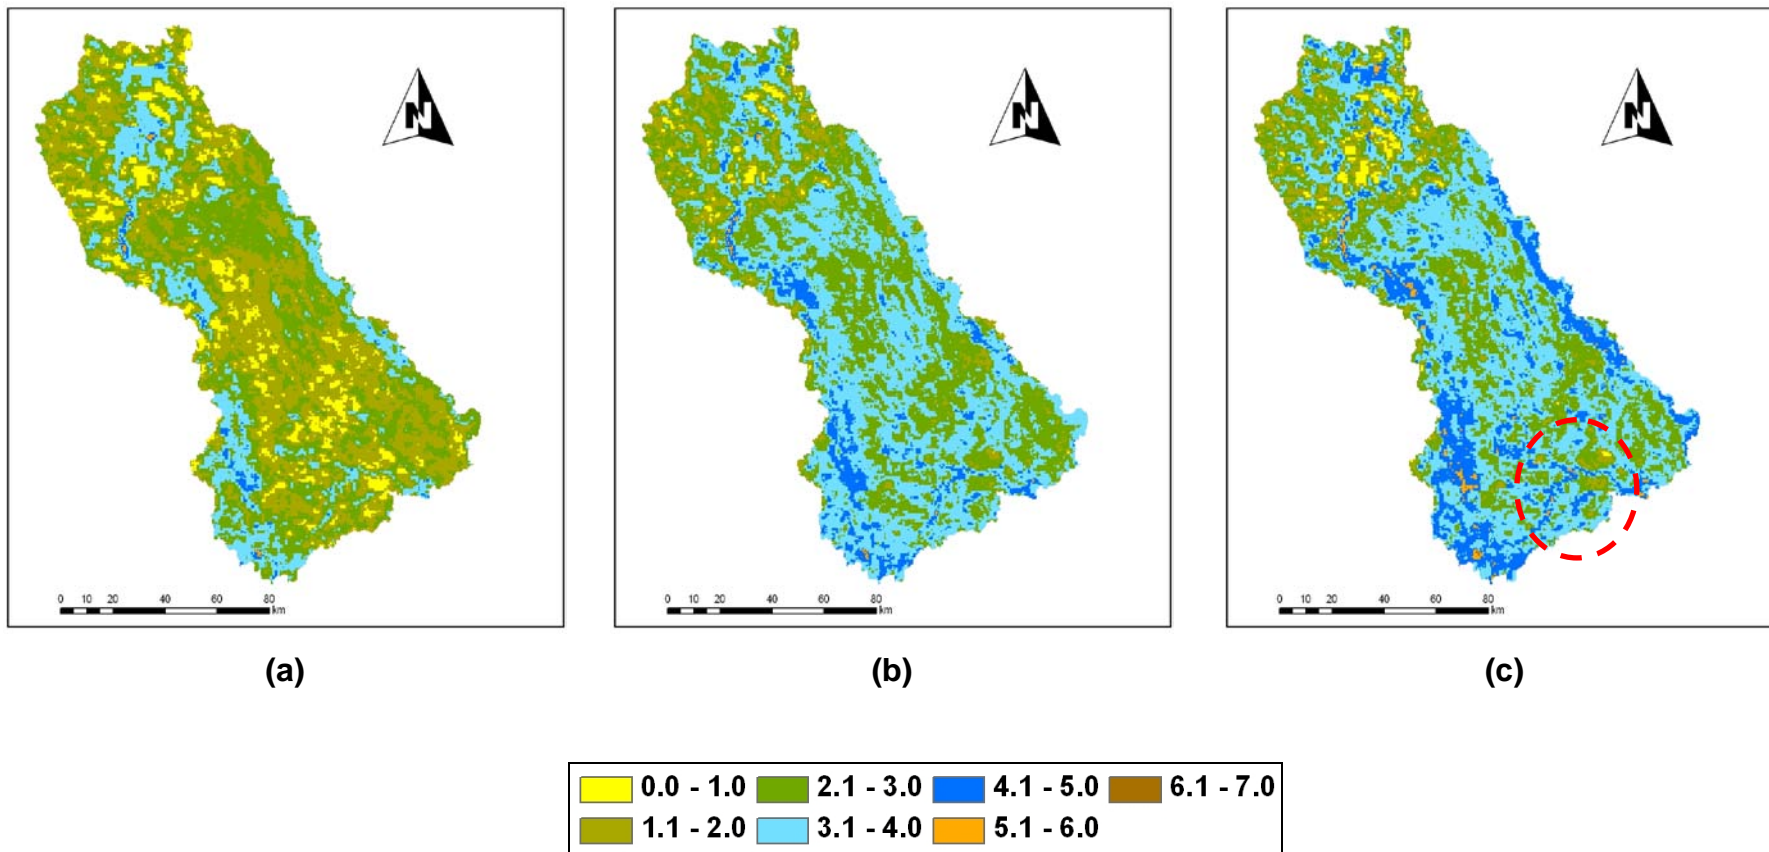 N N N
0 10 20 40 60 80 km 0 10 20 40 60 80 km 0 10 20 40 60 80 km
(a) (b) (c)
0.0 - 1.0 2.1 - 3.0 4.1 - 5.0 6.1 - 7.0
1.1 - 2.0 3.1 - 4.0 5.1 - 6.0